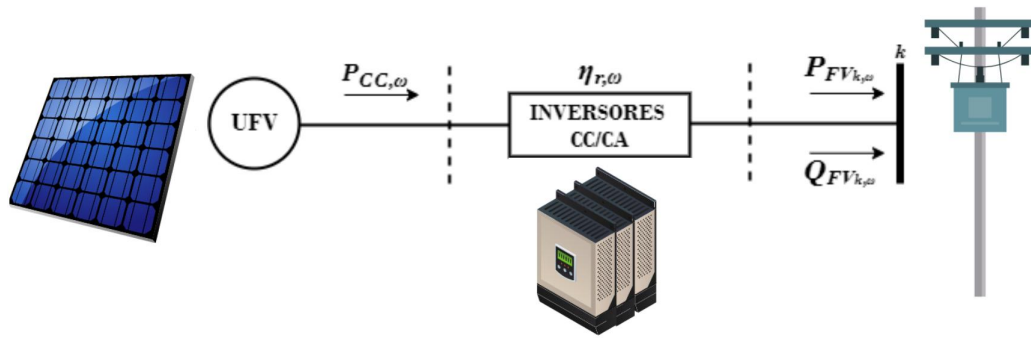 UFV
P_{CC,ω}
η_{r,ω}
INVERSORES
CC/CA
P_{FV_{k,ω}}
Q_{FV_{k,ω}}
k